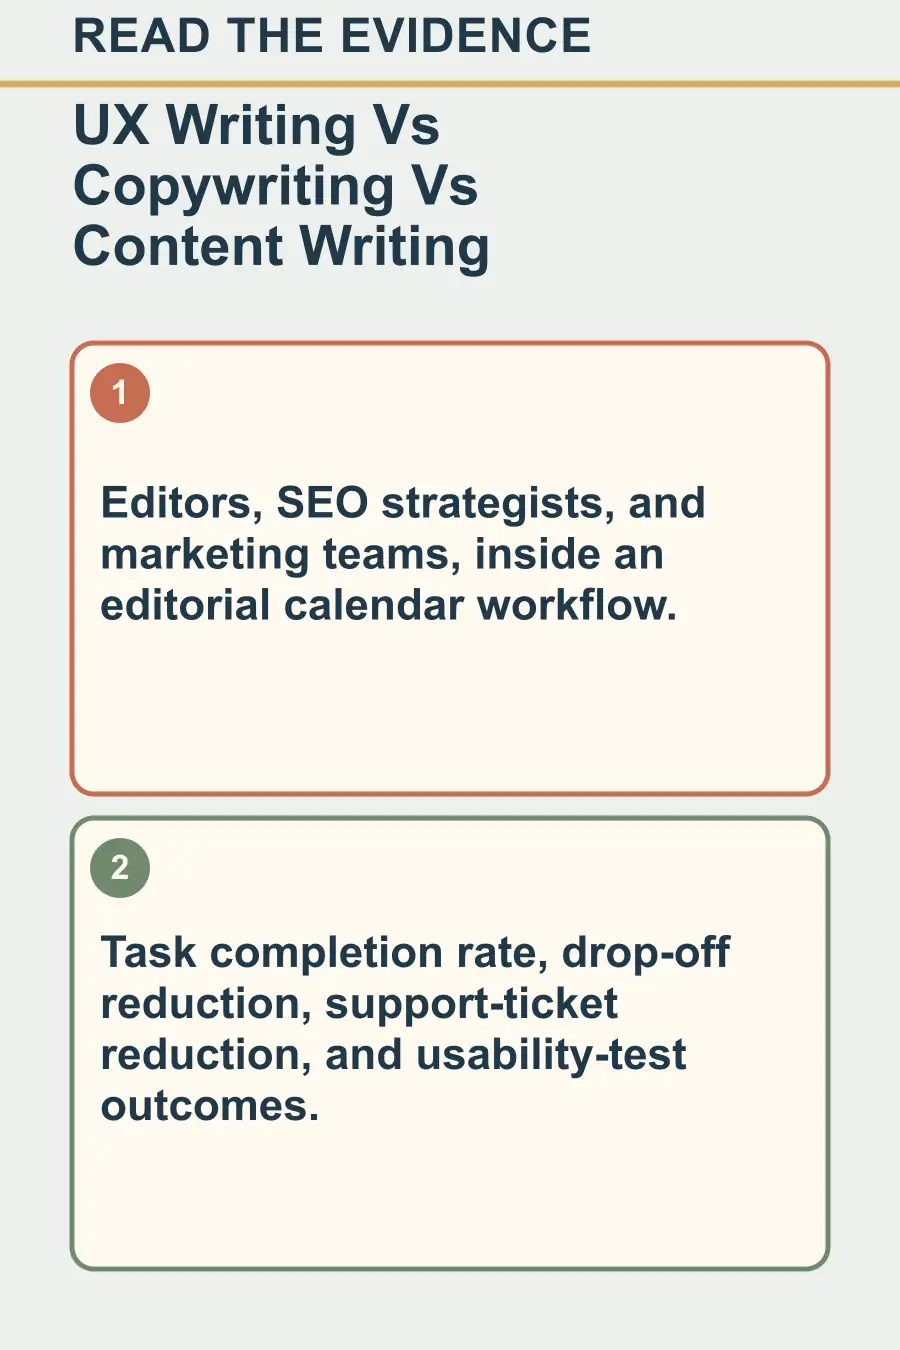 READ THE EVIDENCE
UX Writing Vs
Copywriting Vs
Content Writing
1
Editors, SEO strategists, and
marketing teams, inside an
editorial calendar workflow.
2
Task completion rate, drop-off
reduction, support-ticket
reduction, and usability-test
outcomes.